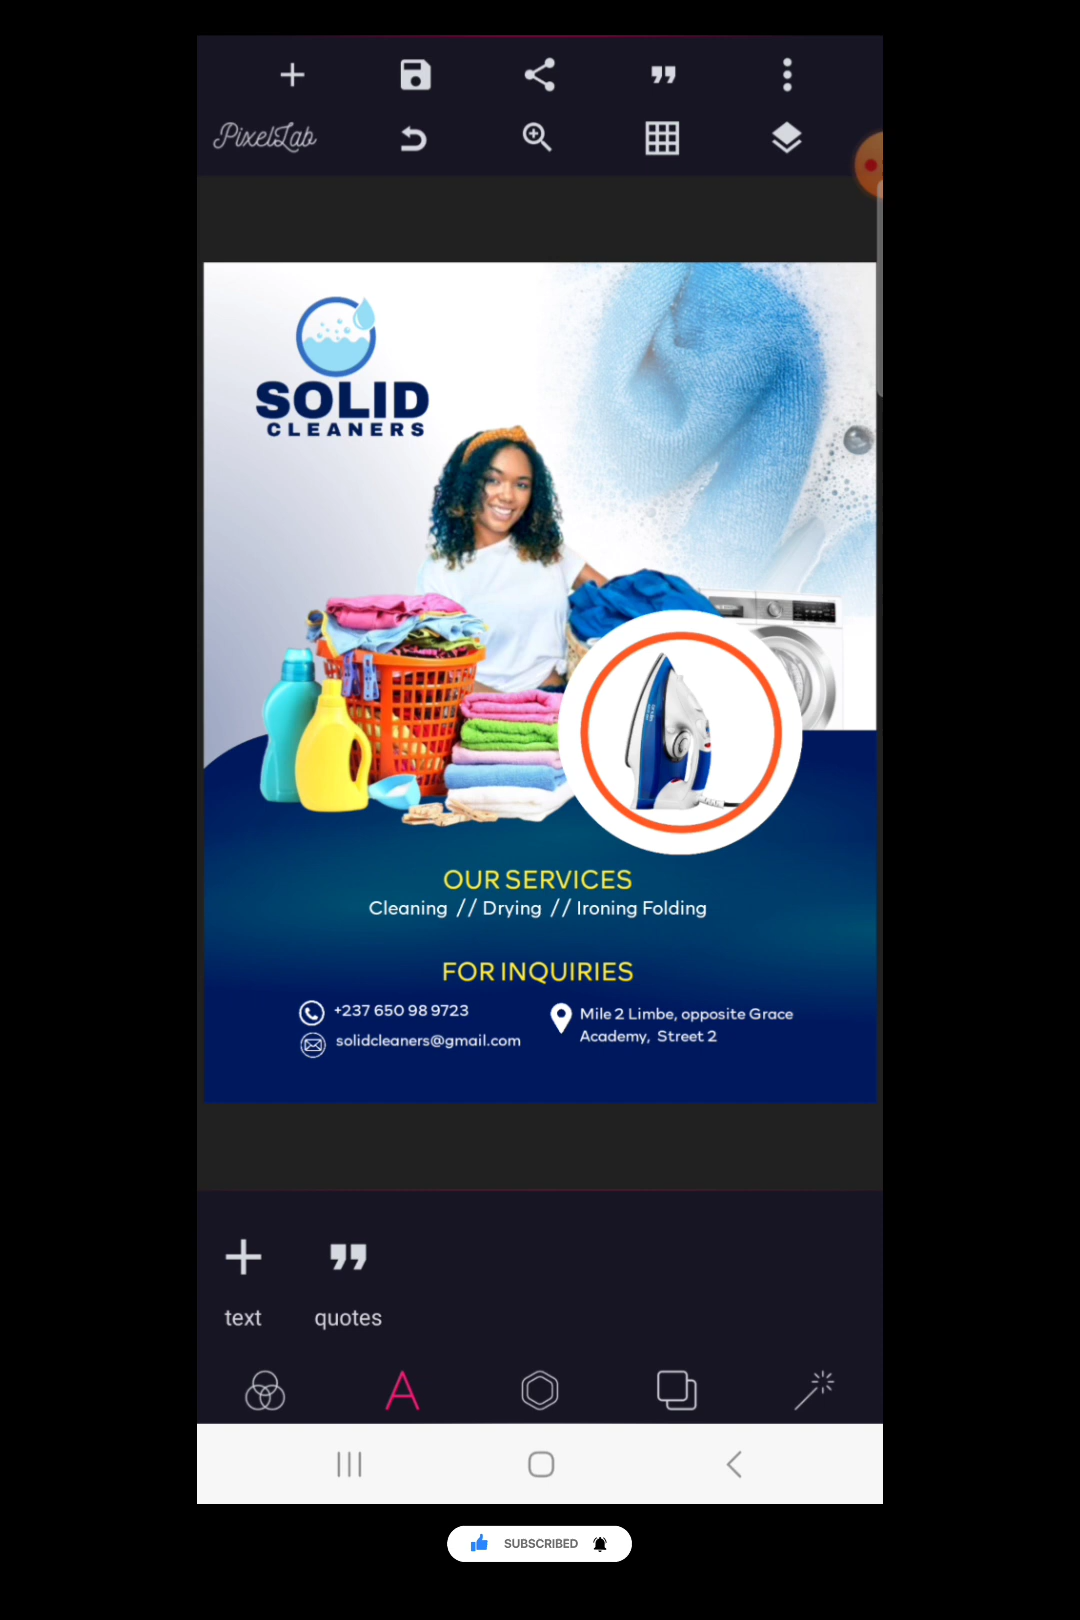 PixelLab
SOLID
CLEANERS
OUR SERVICES
Cleaning // Drying // Ironing Folding
FOR INQUIRIES
+237 650 98 9723
solidcleaners@gmail.com
Mile 2 Limbe, opposite Grace
Academy, Street 2
text
quotes
SUBSCRIBED